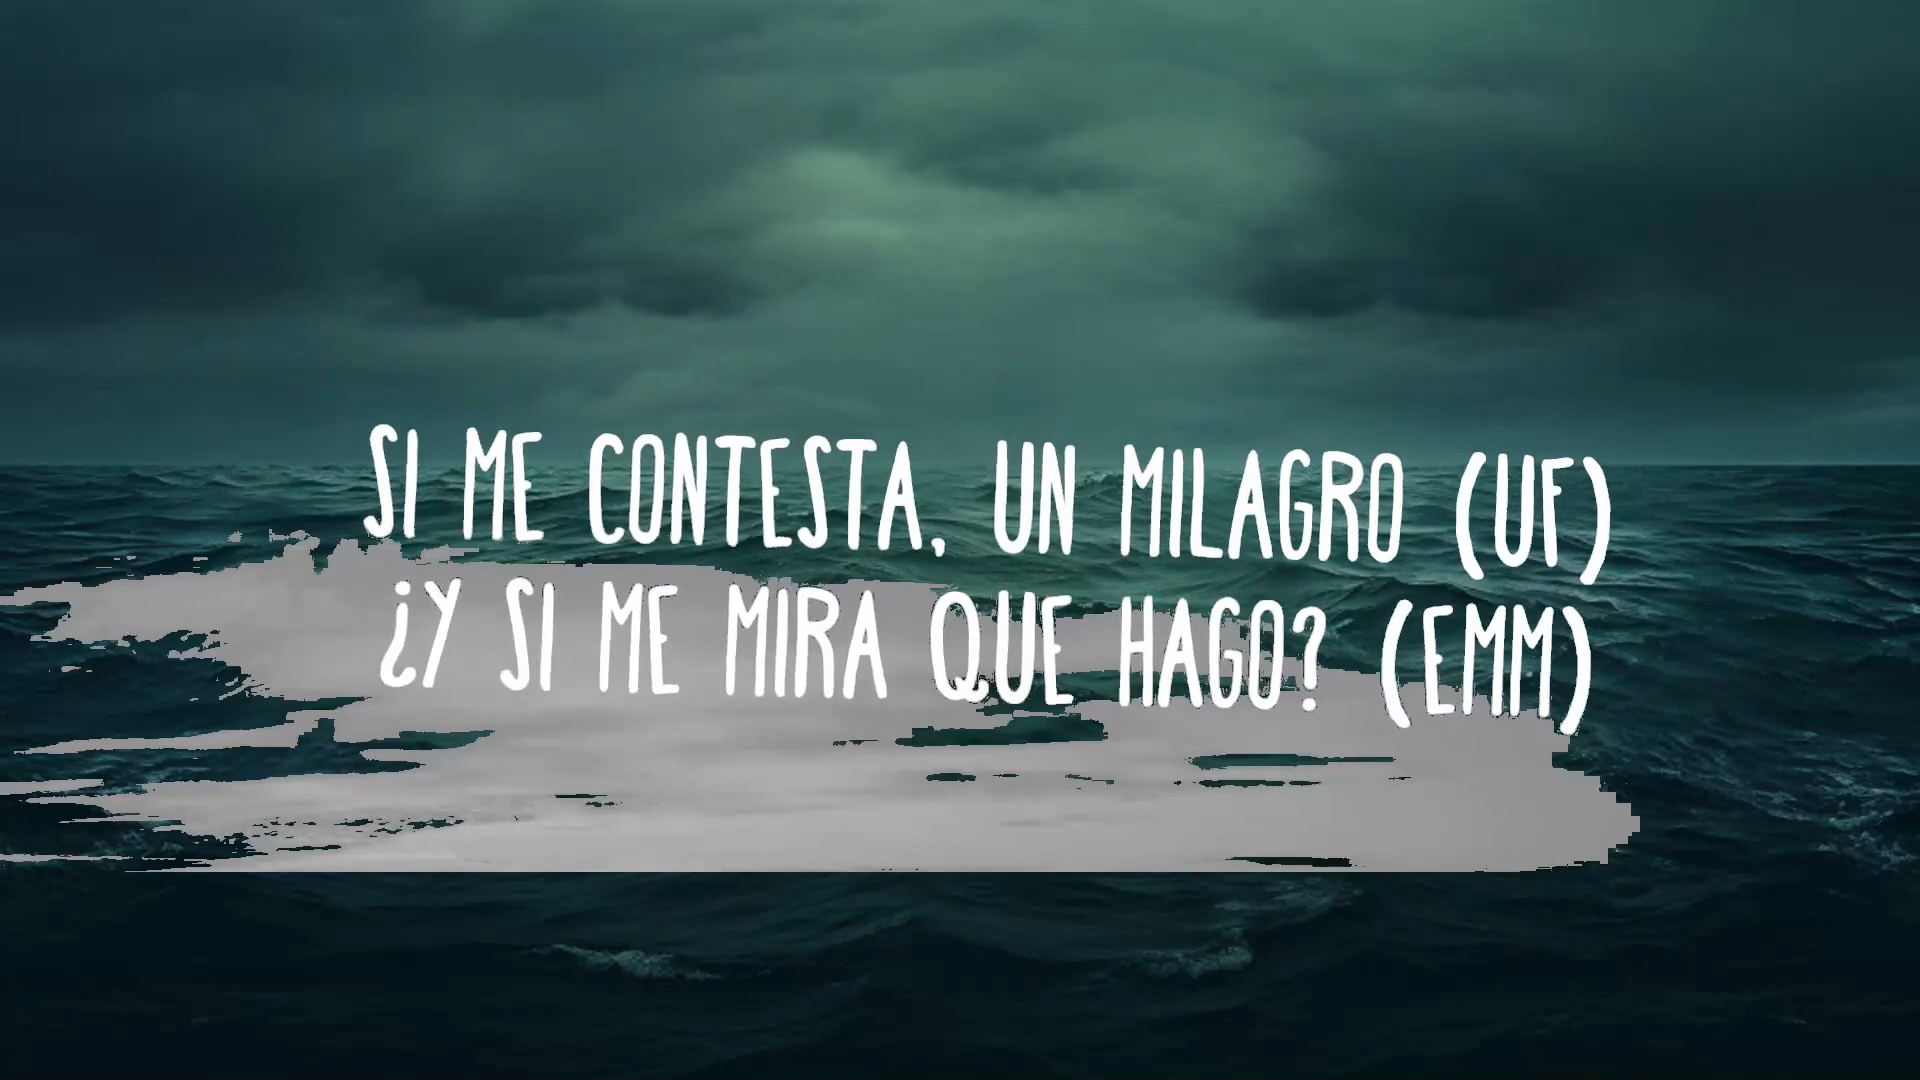 SI ME CONTESTA, UN MILAGRO (UF)
¿Y SI ME MIRA QUE HAGO? (EMM)